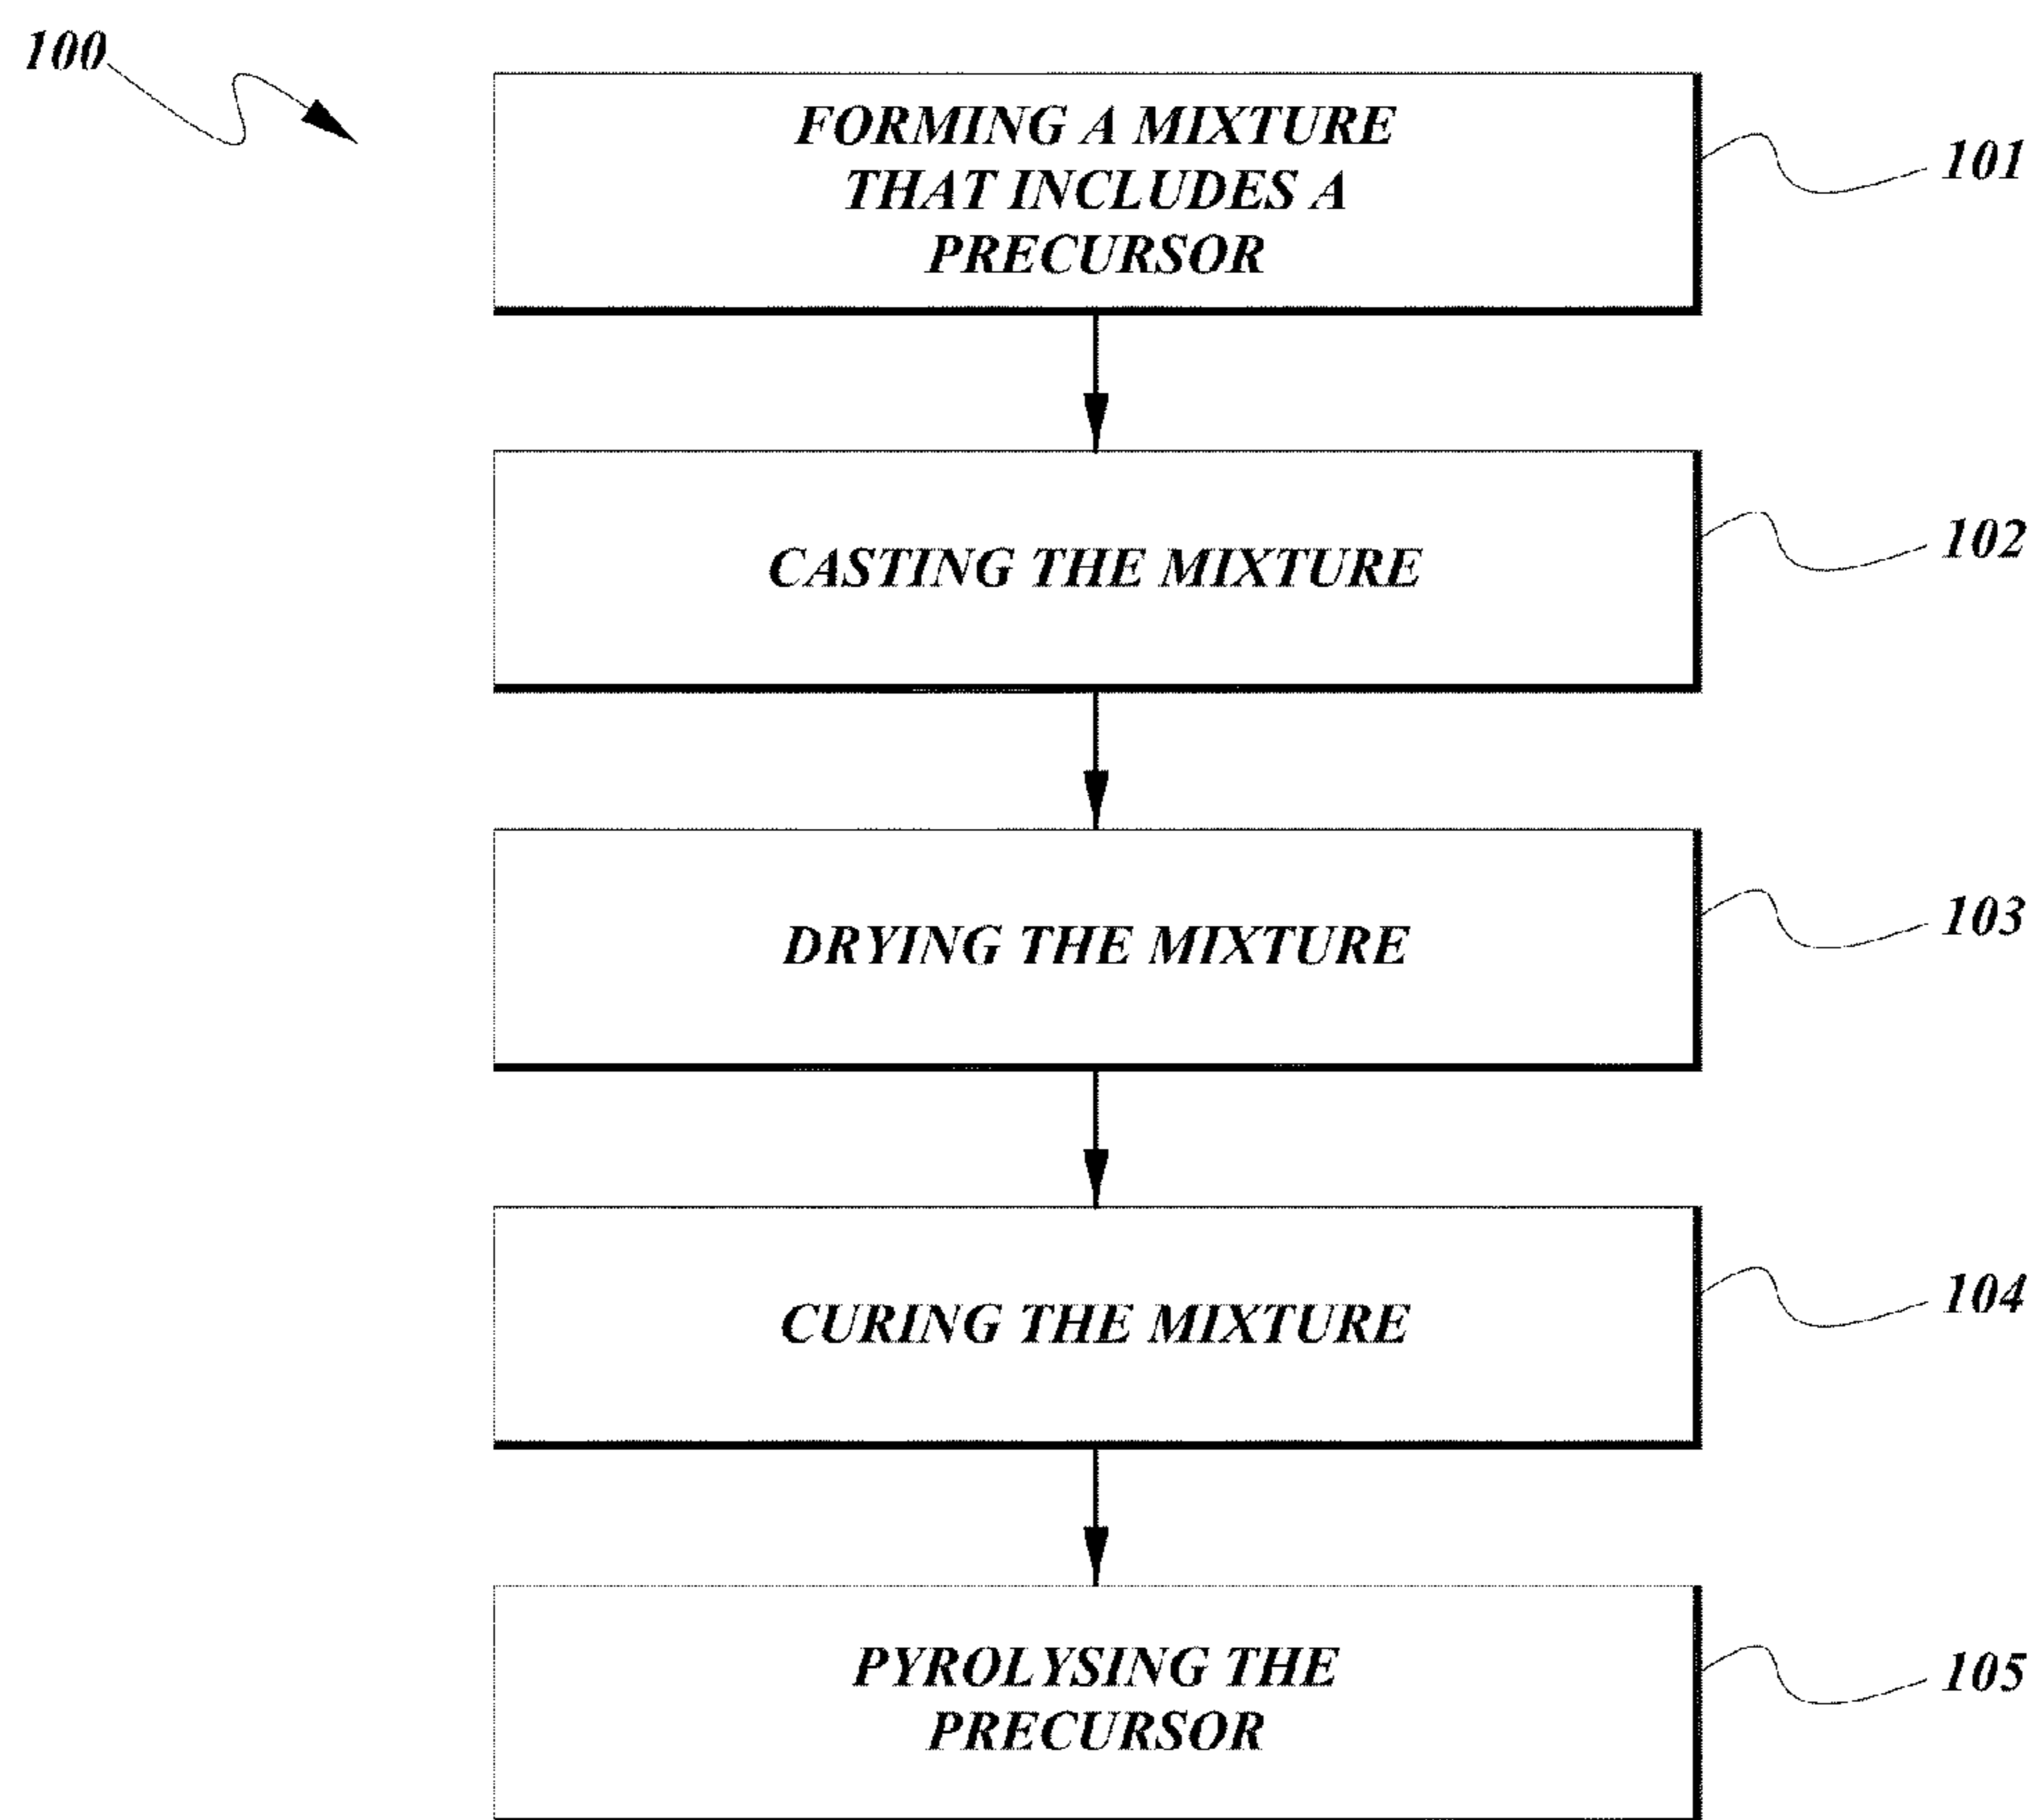 100
FORMING A MIXTURE
THAT INCLUDES A
PRECURSOR
101
CASTING THE MIXTURE
102
DRYING THE MIXTURE
103
CURING THE MIXTURE
104
PYROLYSING THE
PRECURSOR
105